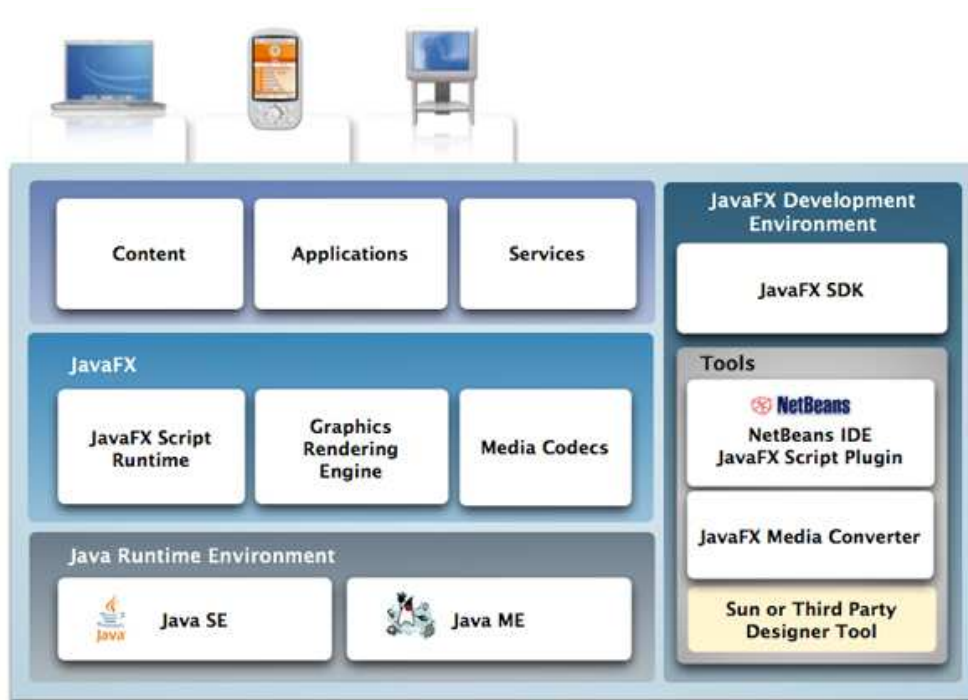 Content
Applications
Services
JavaFX
JavaFX Script
Runtime
Graphics
Rendering
Engine
Media Codecs
Java Runtime Environment
Java
Java SE
Java ME
JavaFX Development
Environment
JavaFX SDK
Tools
NetBeans
NetBeans IDE
JavaFX Script Plugin
JavaFX Media Converter
Sun or Third Party
Designer Tool